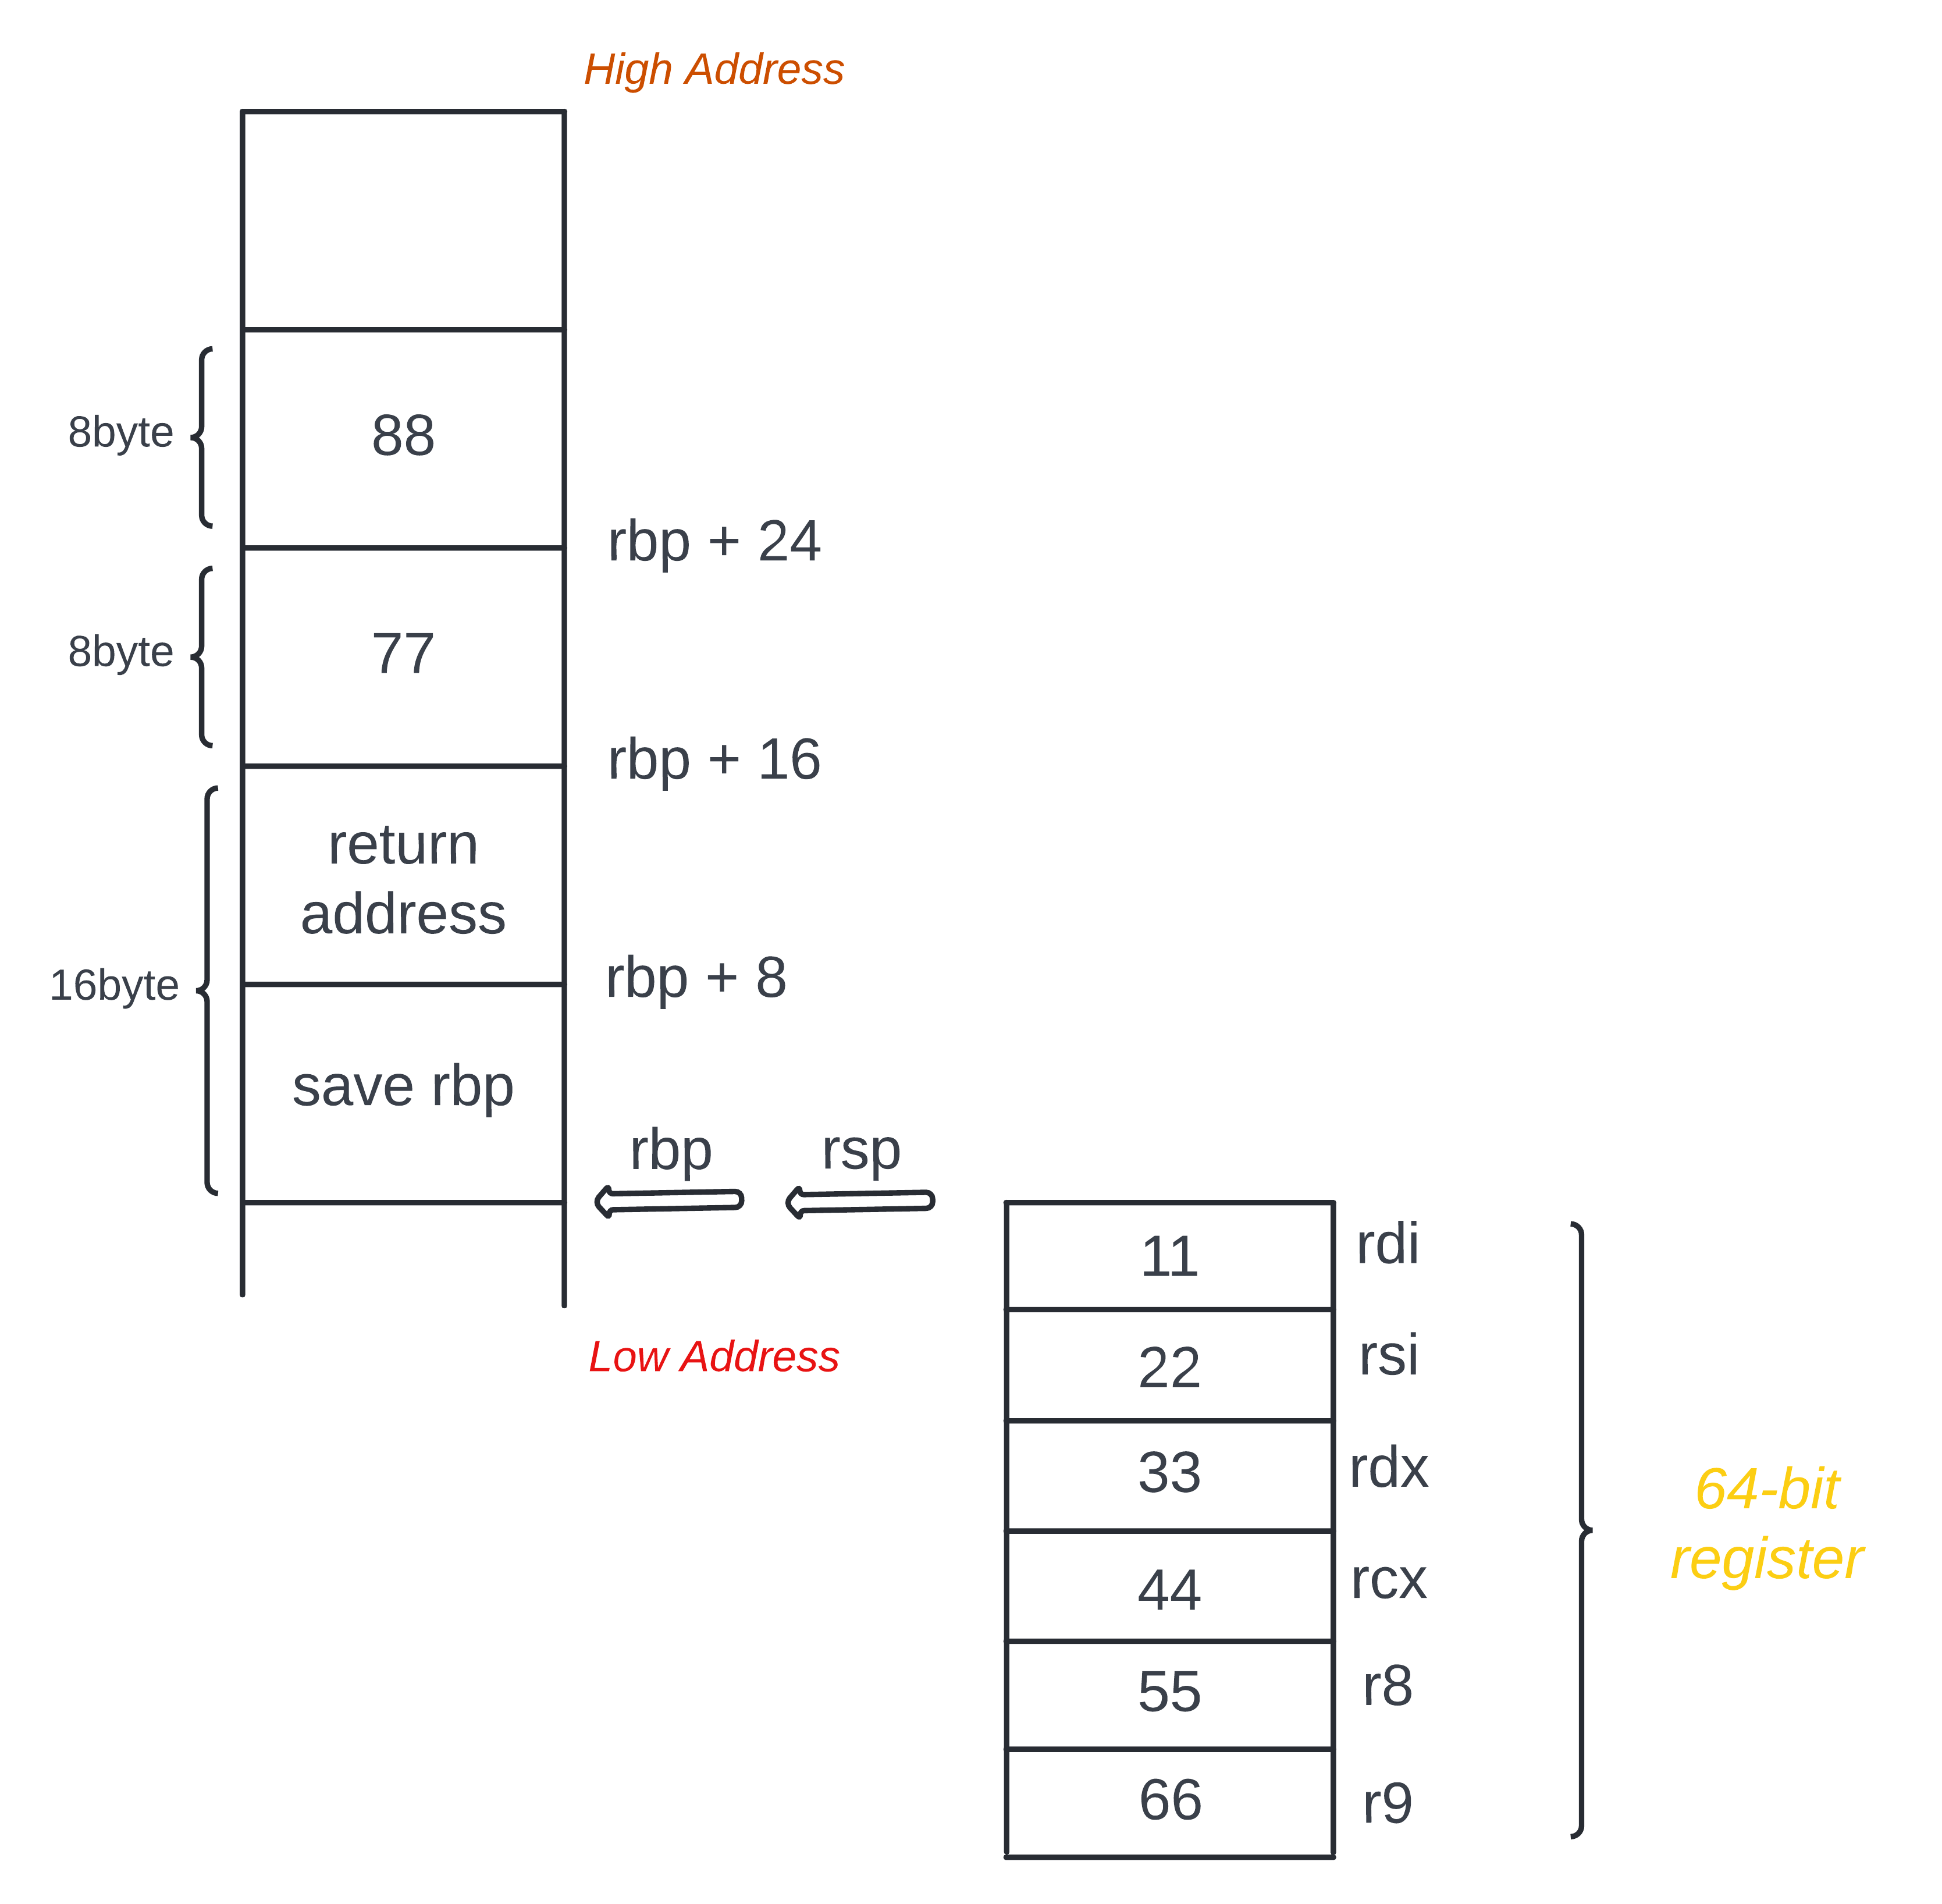 High Address
8byte
88
rbp + 24
8byte
77
rbp + 16
return
address
rbp + 8
16byte
save rbp
rbp
rsp
Low Address
11
rdi
22
rsi
33
rdx
44
rcx
55
r8
66
r9
64-bit
register